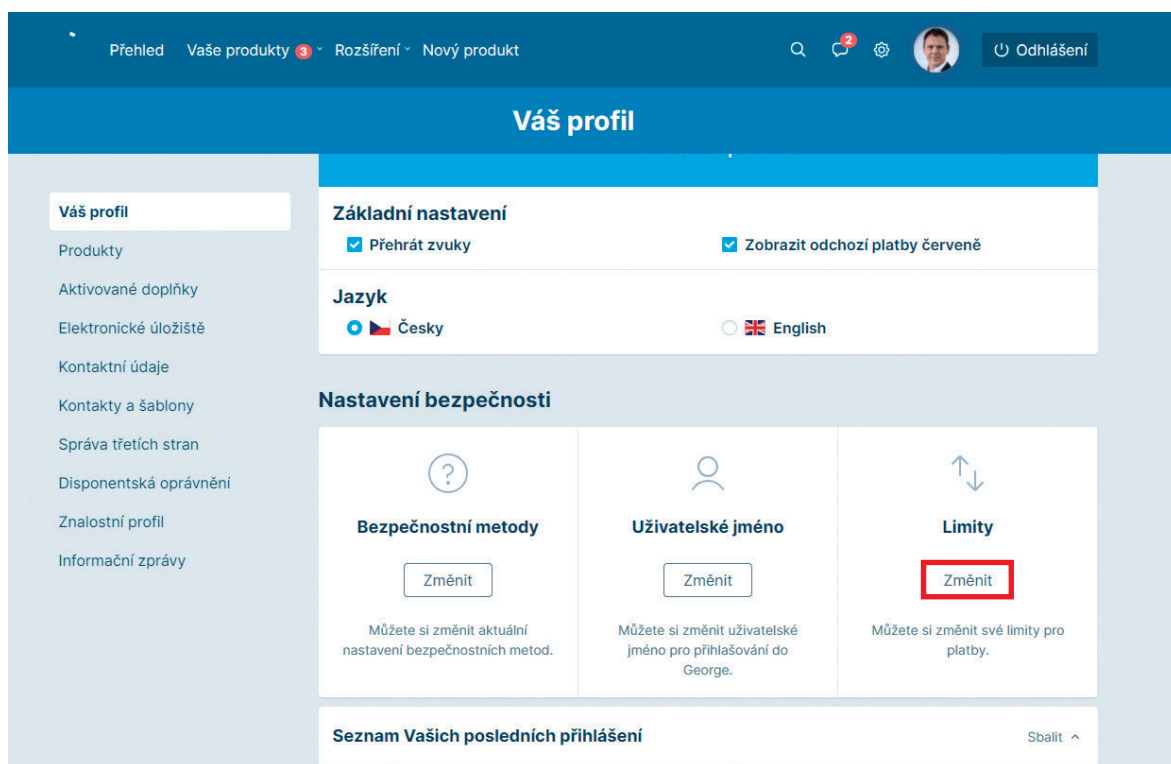 Přehled Vaše produkty 3 Rozšíření Nový produkt 2 Odhlášení
Váš profil
Váš profil
Produkty
Aktivované doplňky
Elektronické úložiště
Kontaktní údaje
Kontakty a šablony
Správa třetích stran
Disponentská oprávnění
Znalostní profil
Informační zprávy
Základní nastavení
Přehrát zvuky Zobrazit odchozí platby červeně
Jazyk
Česky English
Nastavení bezpečnosti
?
Bezpečnostní metody
Změnit
Můžete si změnit aktuální
nastavení bezpečnostních metod.
Uživatelské jméno
Změnit
Můžete si změnit uživatelské
jméno pro přihlašování do
George.
Limity
Změnit
Můžete si změnit své limity pro
platby.
Seznam Vašich posledních přihlášení Sbalit